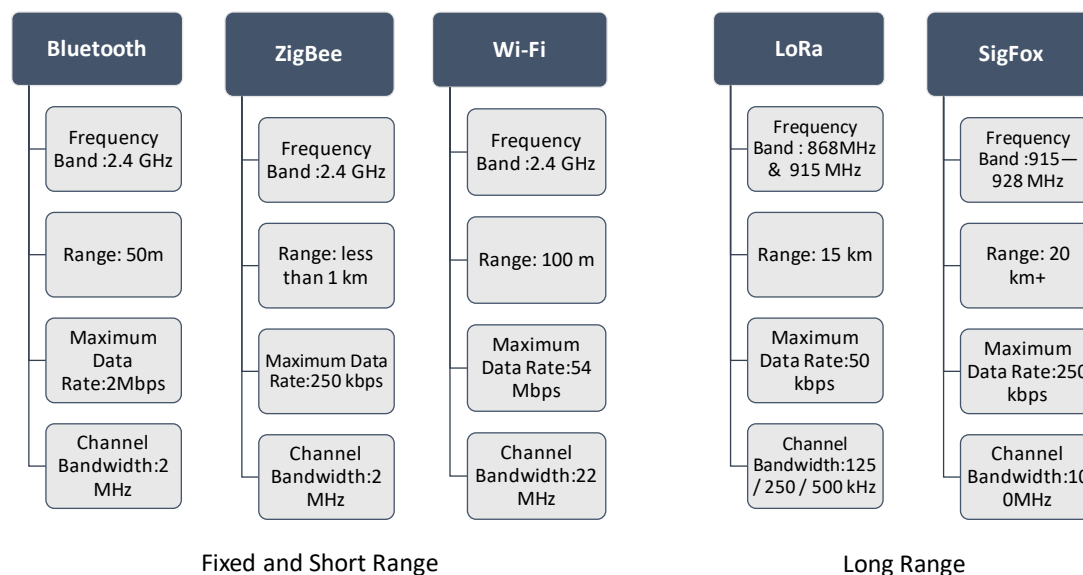 Bluetooth
Frequency
Band :2.4 GHz
Range: 50m
Maximum
Data
Rate:2Mbps
Channel
Bandwidth:2
MHz
ZigBee
Frequency
Band :2.4 GHz
Range: less
than 1 km
Maximum Data
Rate:250 kbps
Channel
Bandwidth:2
MHz
Wi-Fi
Frequency
Band :2.4 GHz
Range: 100 m
Maximum
Data Rate:54
Mbps
Channel
Bandwidth:22
MHz
Fixed and Short Range
LoRa
Frequency
Band : 868MHz
& 915 MHz
Range: 15 km
Maximum
Data Rate:50
kbps
Channel
Bandwidth:125
/ 250 / 500 kHz
SigFox
Frequency
Band :915—
928 MHz
Range: 20
km+
Maximum
Data Rate:250
kbps
Channel
Bandwidth:10
0MHz
Long Range